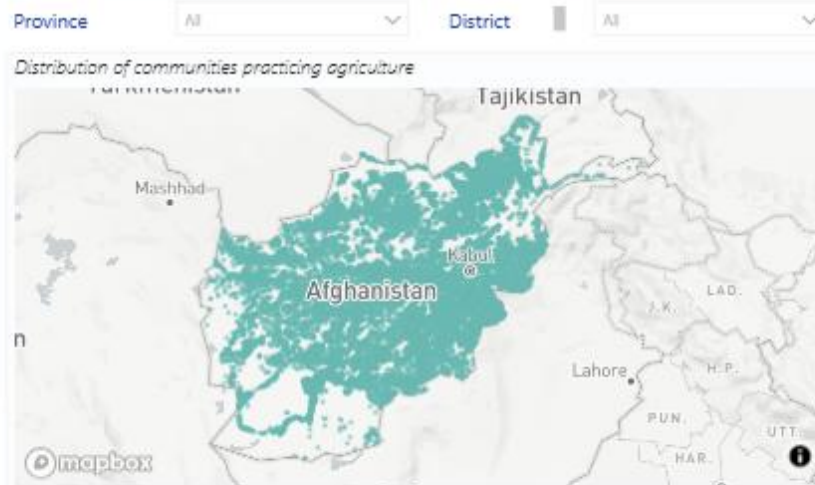 Province All District All
Distribution of communities practicing agriculture
Turkmenistan
Tajikistan
Mashhad
Kabul
Afghanistan
LAD.
J.K.
n
Lahore
H.P.
PUN.
UTT.
HAR.
mapbox